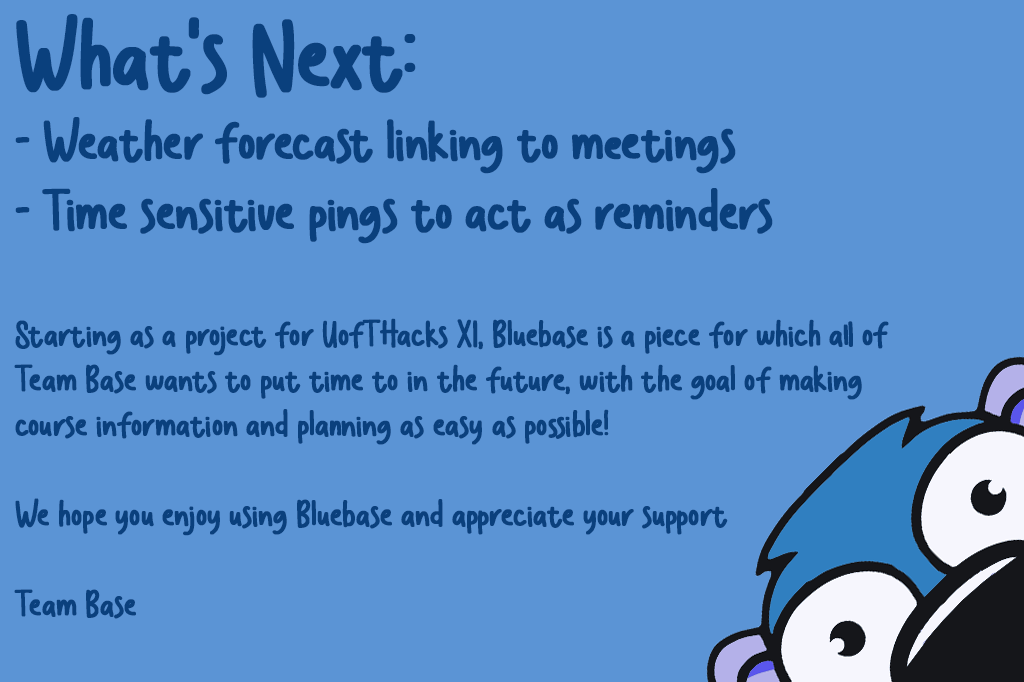 What's Next:
- Weather forecast linking to meetings
- Time sensitive pings to act as reminders
Starting as a project for UofTHacks XI, Bluebase is a piece for which all of
Team Base wants to put time to in the future, with the goal of making
course information and planning as easy as possible!
We hope you enjoy using Bluebase and appreciate your support
Team Base